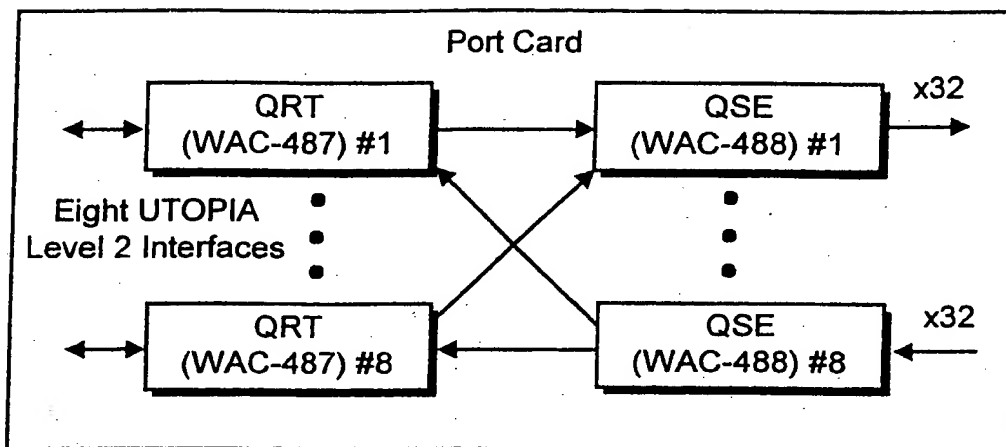 Port Card
QRT
(WAC-487) #1
QSE
(WAC-488) #1
x32
Eight UTOPIA
Level 2 Interfaces
QRT
(WAC-487) #8
QSE
(WAC-488) #8
x32